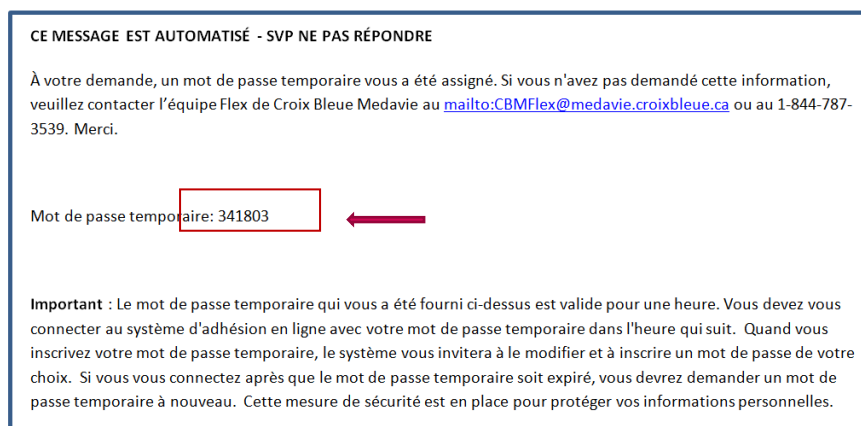 CE MESSAGE EST AUTOMATISÉ - SVP NE PAS RÉPONDRE
À votre demande, un mot de passe temporaire vous a été assigné. Si vous n'avez pas demandé cette information,
veuillez contacter l'équipe Flex de Croix Bleue Medavie au mailto:CBMFlex@medavie.croixbleue.ca ou au 1-844-787-
3539. Merci.
Mot de passe temporaire: 341803
Important : Le mot de passe temporaire qui vous a été fourni ci-dessus est valide pour une heure. Vous devez vous
connecter au système d'adhésion en ligne avec votre mot de passe temporaire dans l'heure qui suit. Quand vous
inscrivez votre mot de passe temporaire, le système vous invitera à le modifier et à inscrire un mot de passe de votre
choix. Si vous vous connectez après que le mot de passe temporaire soit expiré, vous devrez demander un mot de
passe temporaire à nouveau. Cette mesure de sécurité est en place pour protéger vos informations personnelles.